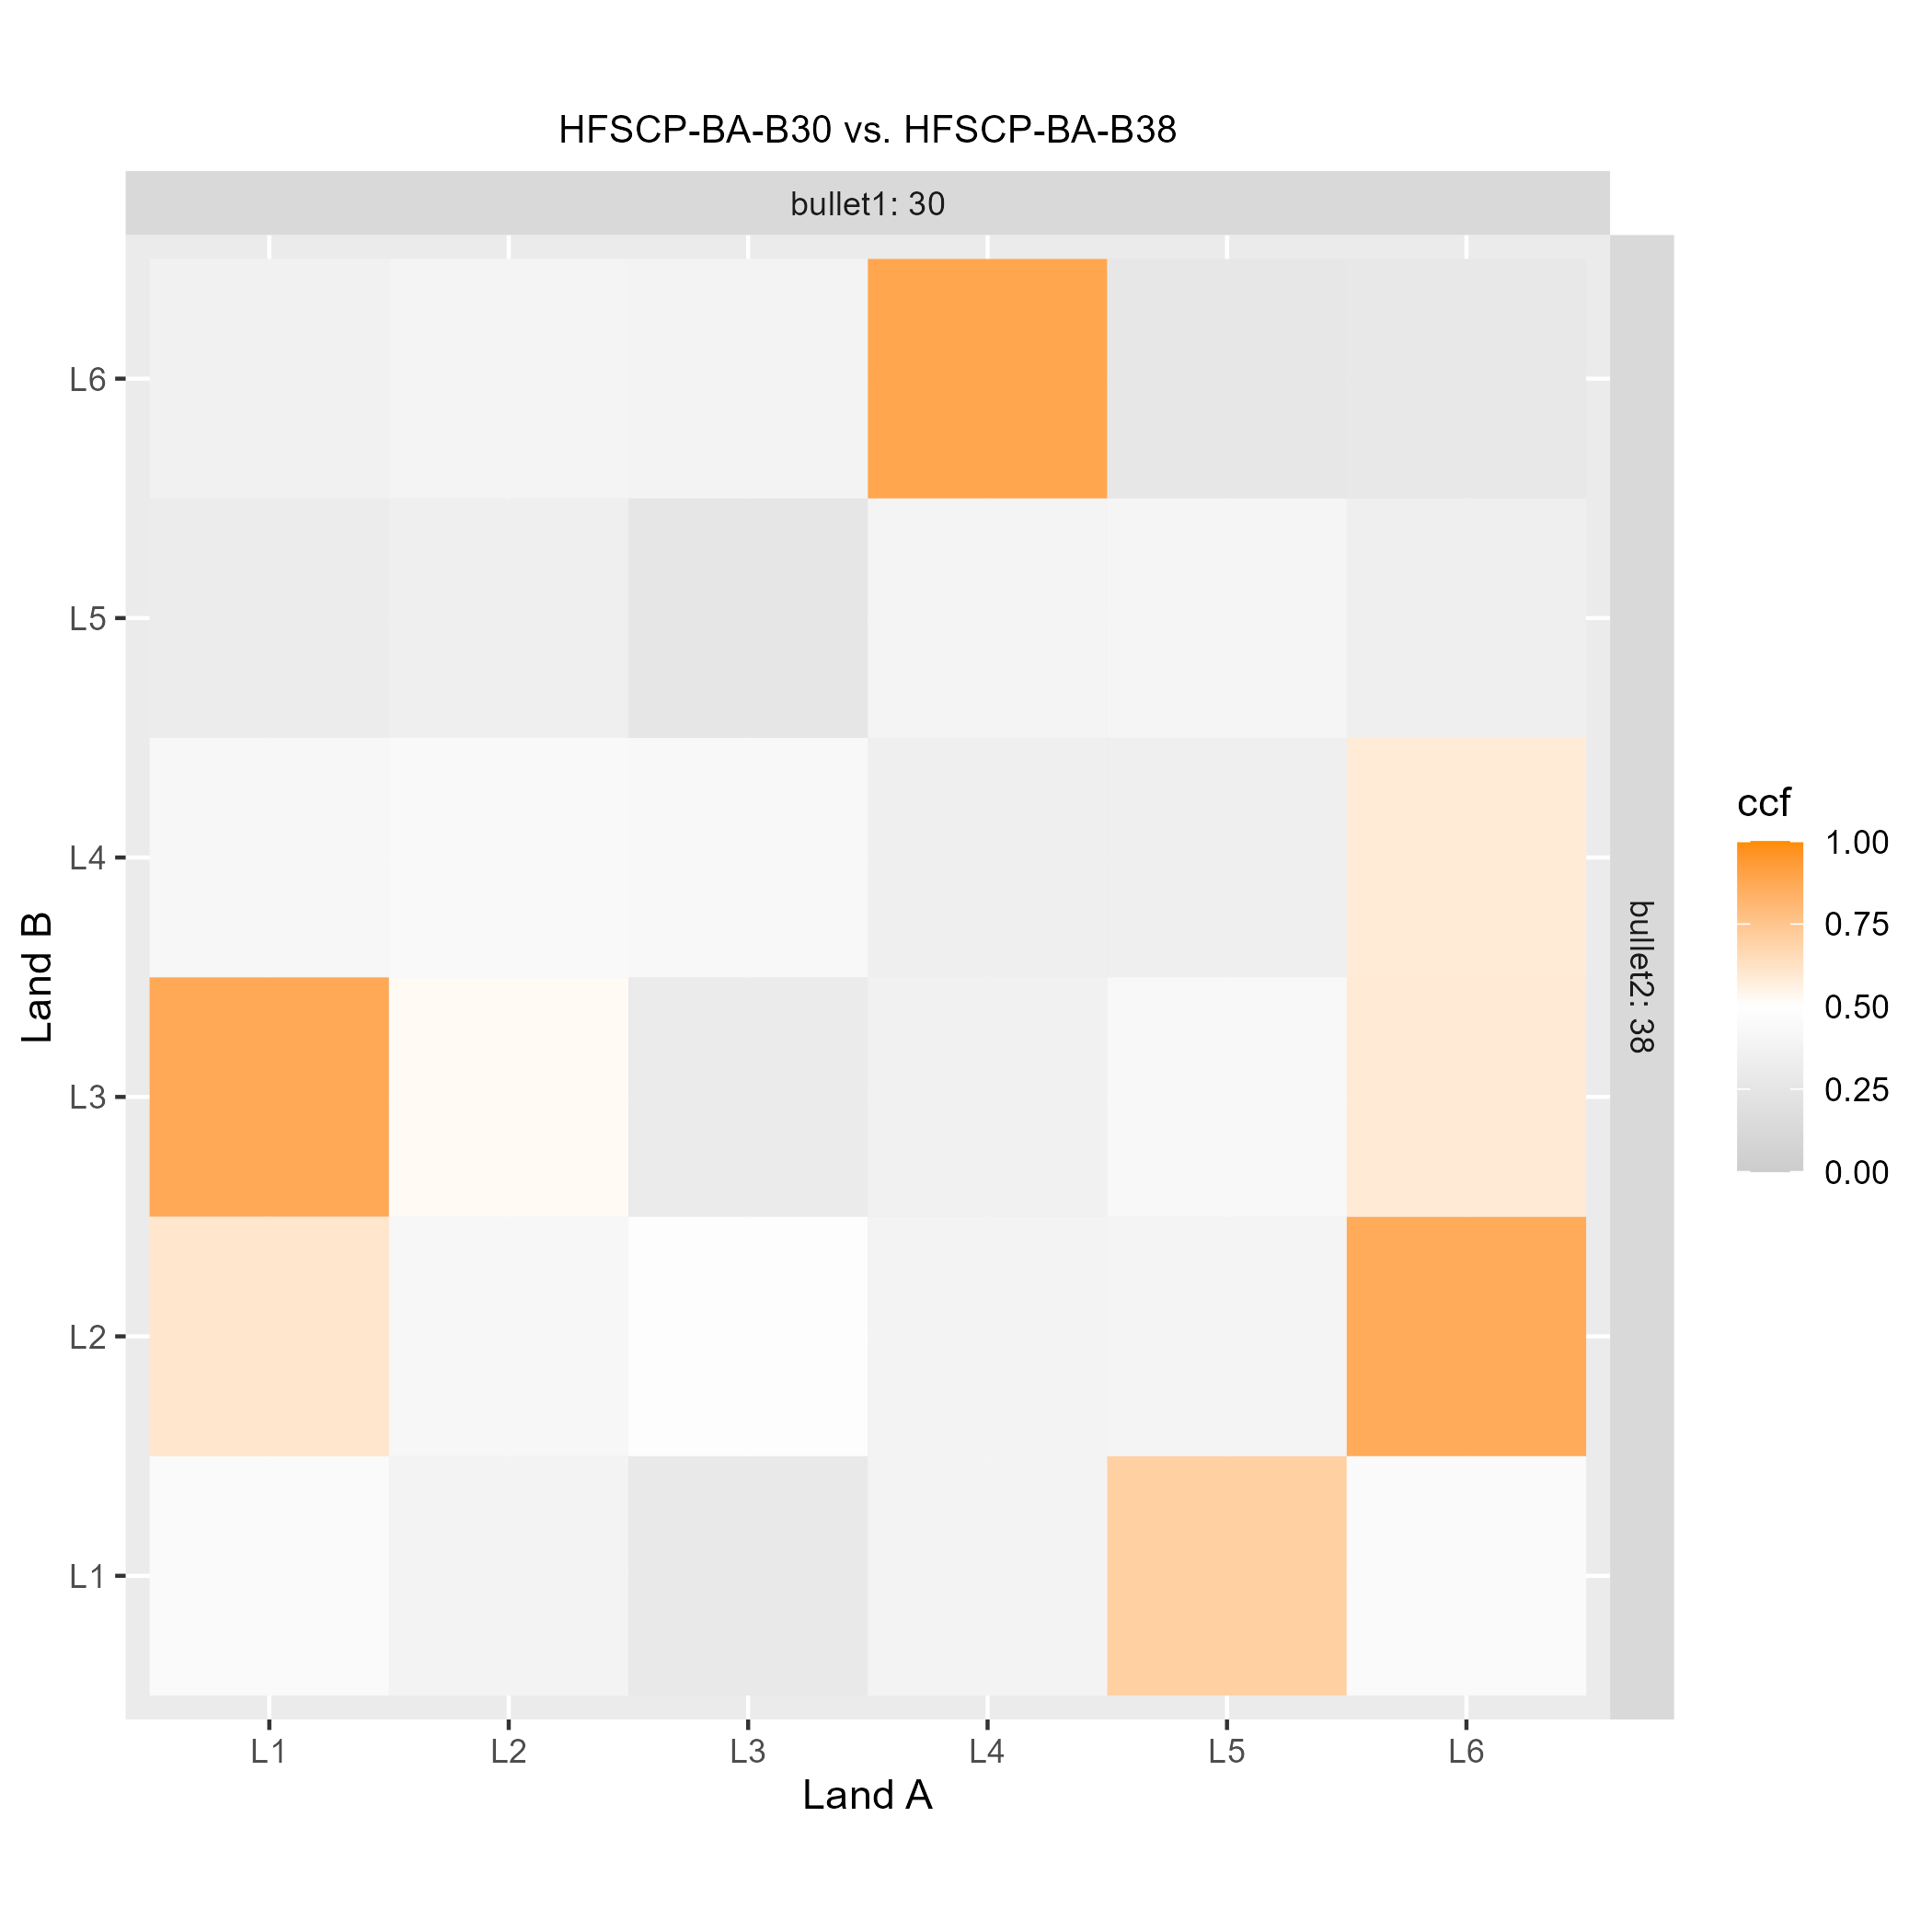 HFSCP-BA-B30 vs. HFSCP-BA-B38
bullet1: 30
L6
L5
L4
L3
L2
L1
Land B
bullet2: 38
L1
L2
L3
L4
L5
L6
Land A
ccf
1.00
0.75
0.50
0.25
0.00